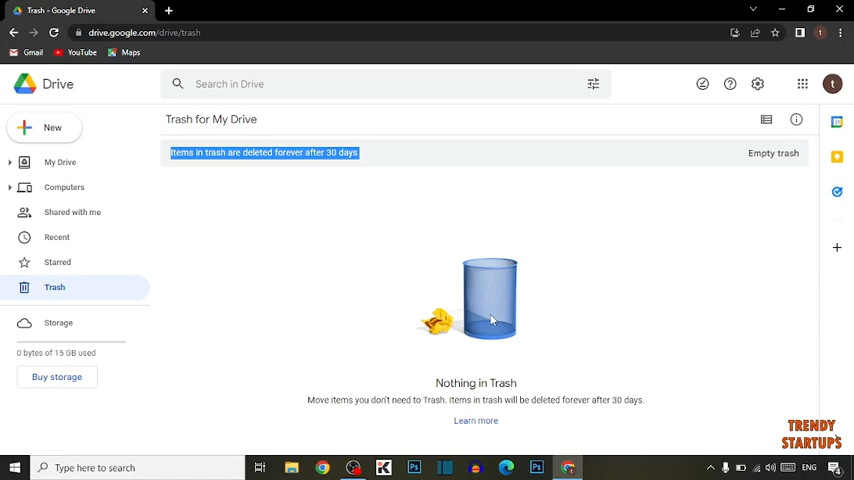 Trash - Google Drive
drive.google.com/drive/trash
t
Gmail
YouTube
Maps
Drive
Search in Drive
t
New
Trash for My Drive
Items in trash are deleted forever after 30 days
Empty trash
My Drive
Computers
Shared with me
Recent
Starred
Trash
Storage
0 bytes of 15 GB used
Buy storage
Nothing in Trash
Move items you don't need to Trash. Items in trash will be deleted forever after 30 days.
Learn more
TRENDY
STARTUPS
Type here to search
Ps
Ps
ENG
4